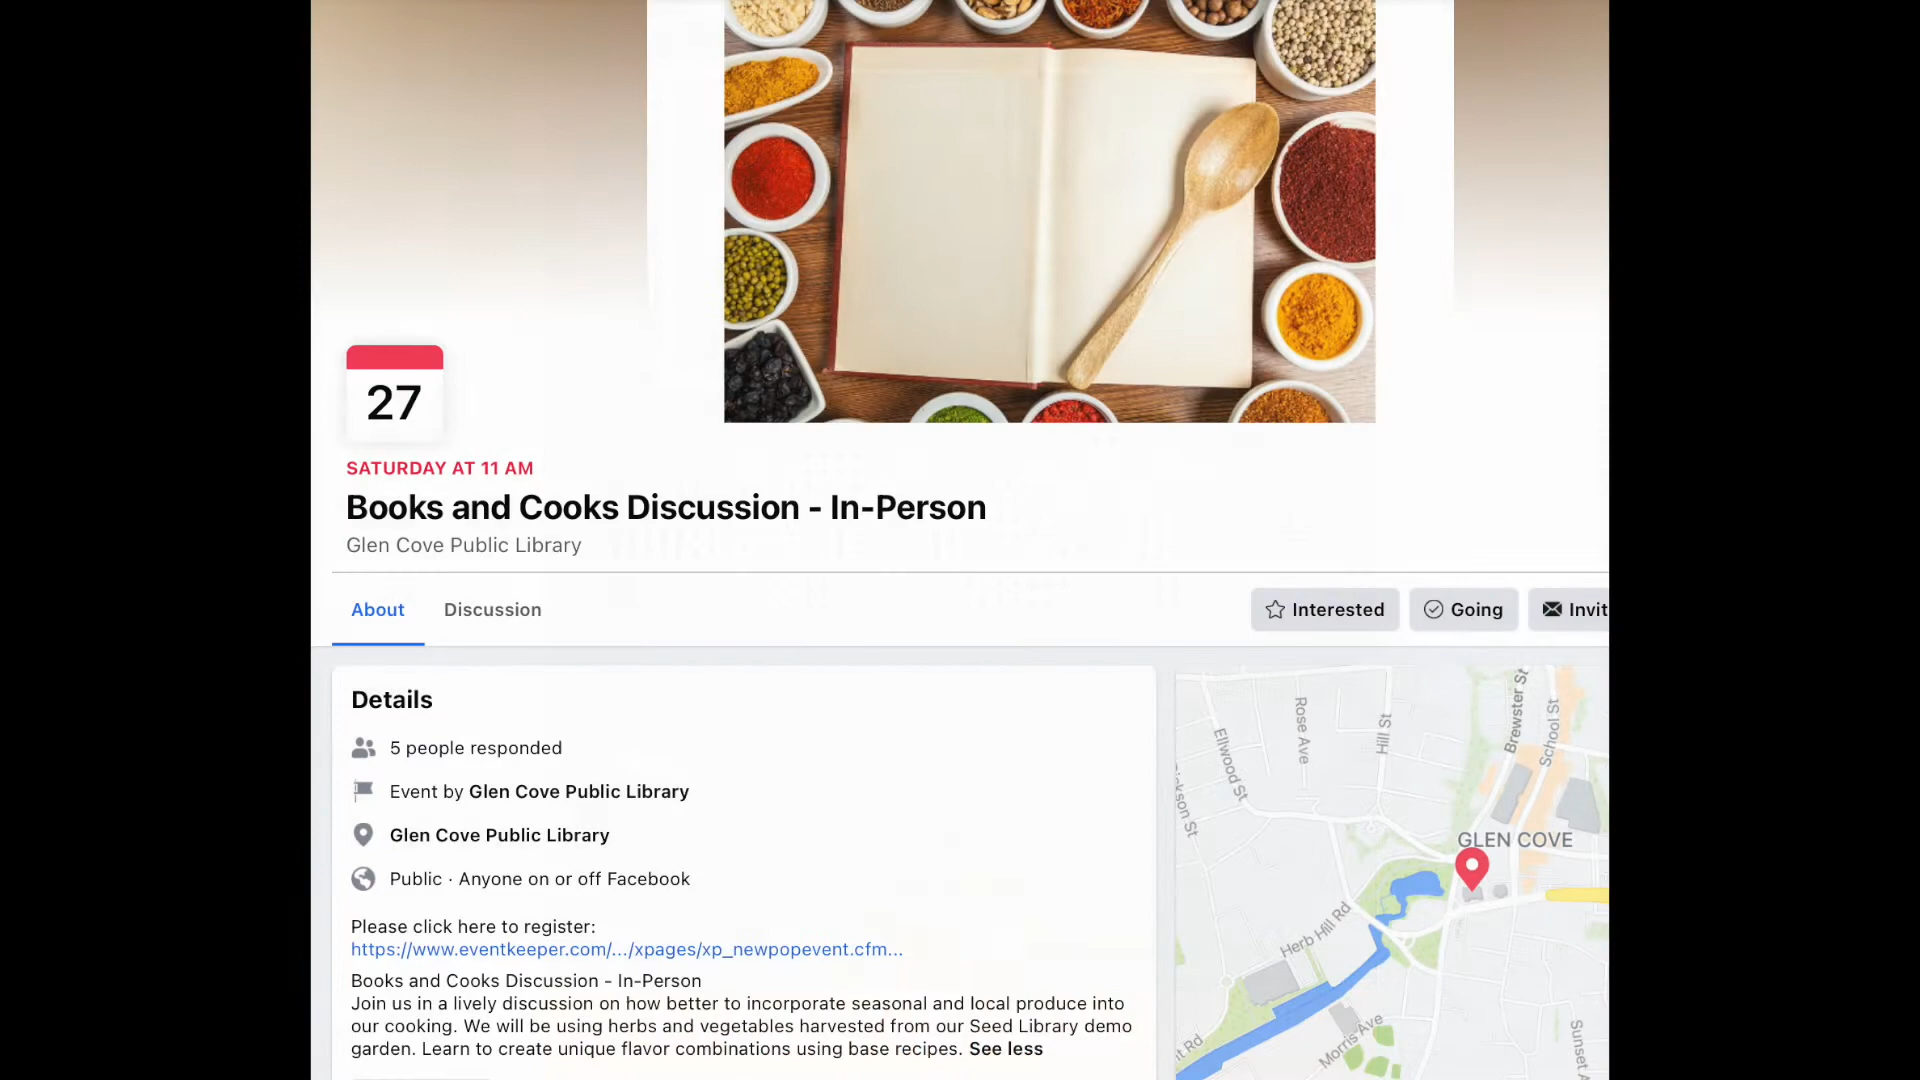 27
SATURDAY AT 11 AM
Books and Cooks Discussion - In-Person
Glen Cove Public Library
About
Discussion
Interested
Going
Invit
Details
5 people responded
Event by Glen Cove Public Library
Glen Cove Public Library
Public · Anyone on or off Facebook
Please click here to register:
https://www.eventkeeper.com/.../xpages/xp_newpopevent.cfm...
Books and Cooks Discussion - In-Person
Join us in a lively discussion on how better to incorporate seasonal and local produce into
our cooking. We will be using herbs and vegetables harvested from our Seed Library demo
garden. Learn to create unique flavor combinations using base recipes. See less
Ellwood St
Rose Ave
Hill St
Brewster St
School St
GLEN COVE
Herb Hill Rd
Morris Ave